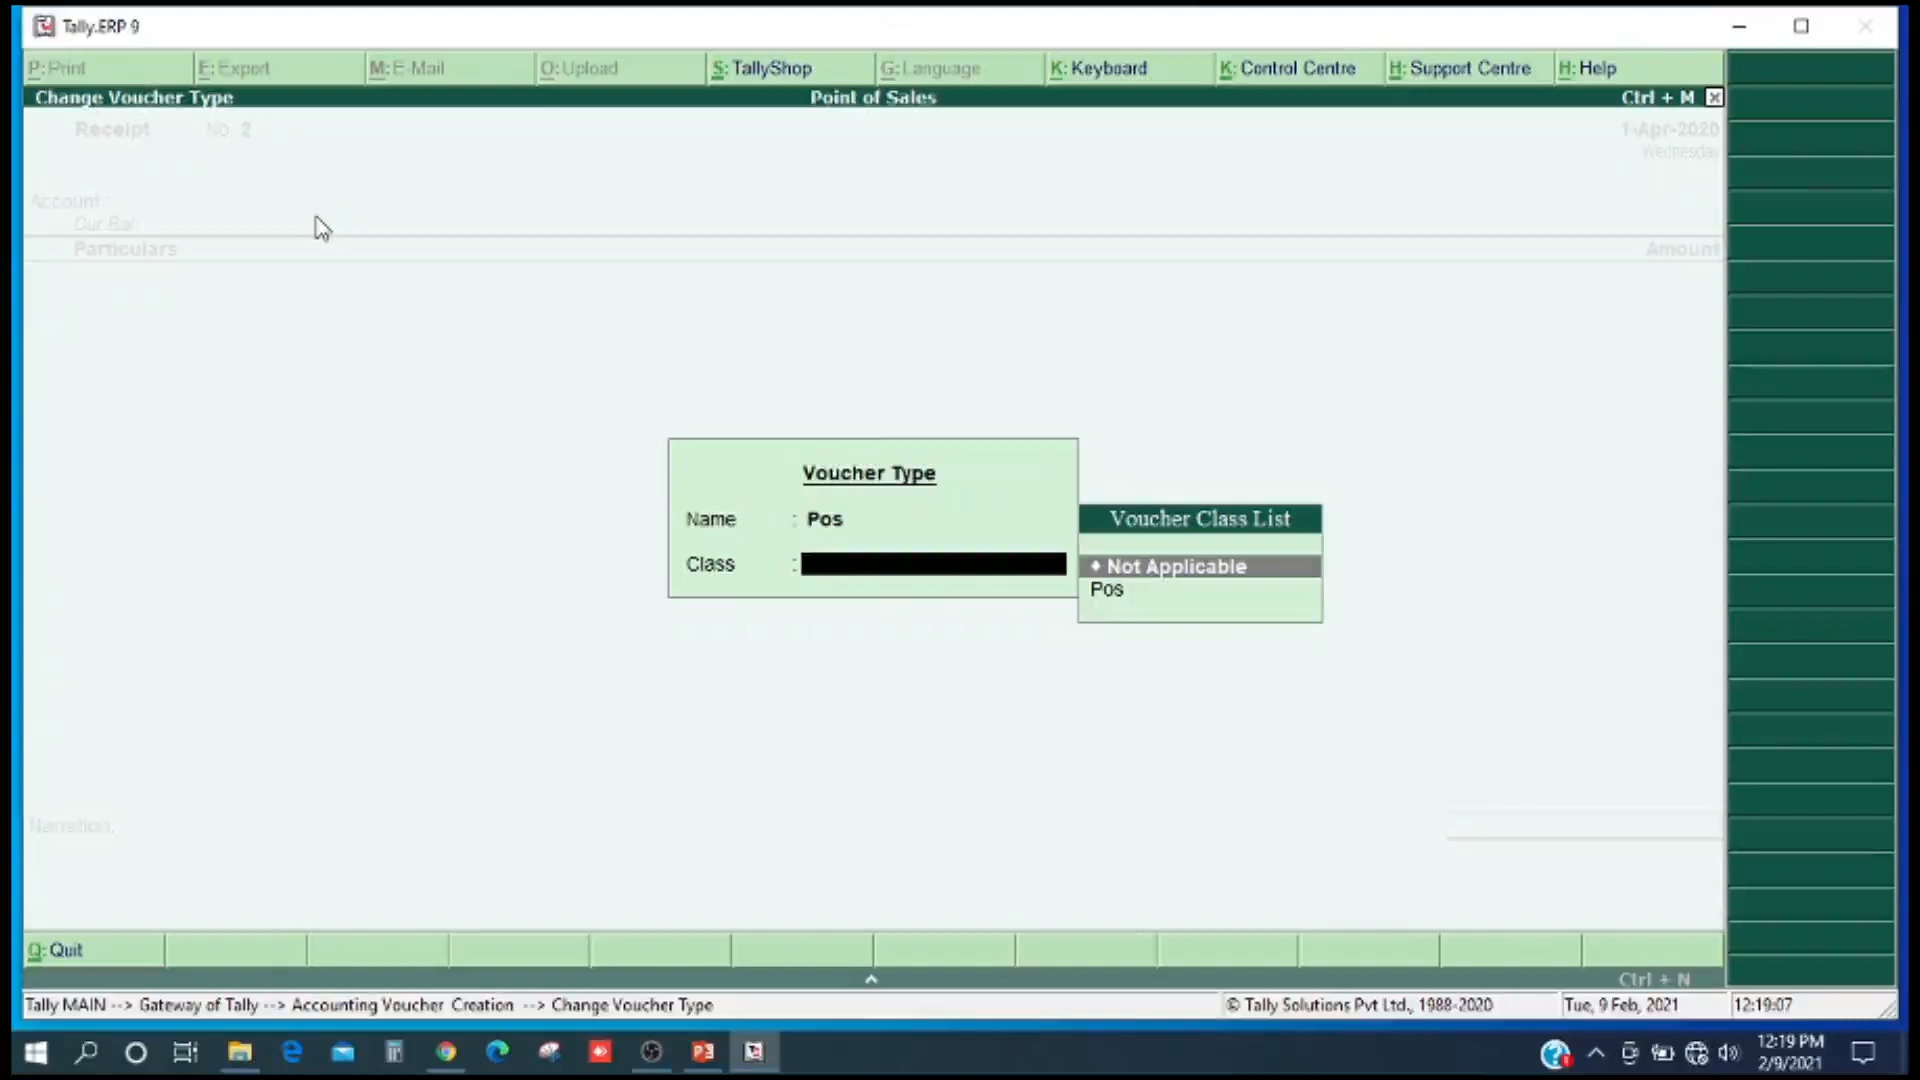 Tally.ERP 9
P: Print E: Export M: E-Mail O: Upload S: TallyShop G: Language K: Keyboard K: Control Centre H: Support Centre H: Help
Change Voucher Type Point of Sales Ctrl + M
Receipt No. 2 1-Apr-2020
Wednesday
Account :
Cur Bal:
Particulars Amount
Voucher Type
Name : Pos
Class :
Voucher Class List
♦ Not Applicable
Pos
Narration:
Q: Quit
Ctrl + N
Tally MAIN --> Gateway of Tally --> Accounting Voucher Creation --> Change Voucher Type © Tally Solutions Pvt Ltd., 1988-2020 Tue, 9 Feb, 2021 12:19:07
12:19 PM
2/9/2021